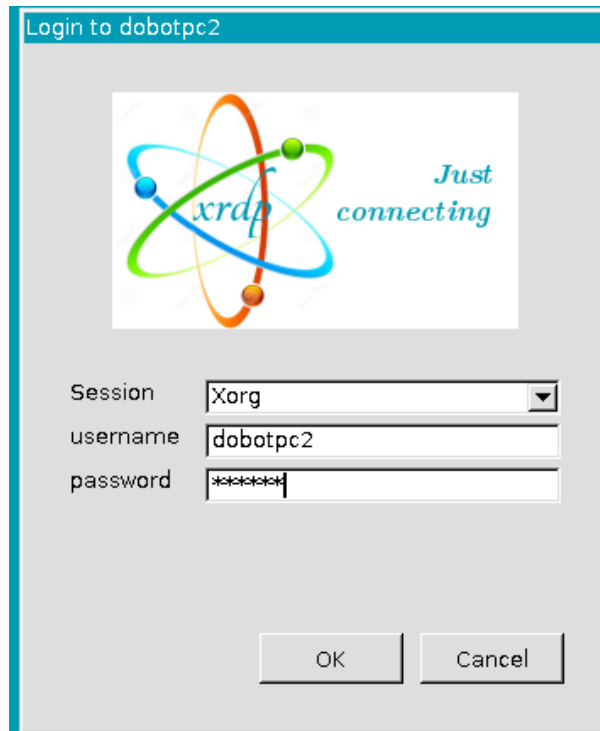 Login to dobotpc2
xrdp
Just
connecting
Session
Xorg
username
dobotpc2
password
******
OK
Cancel